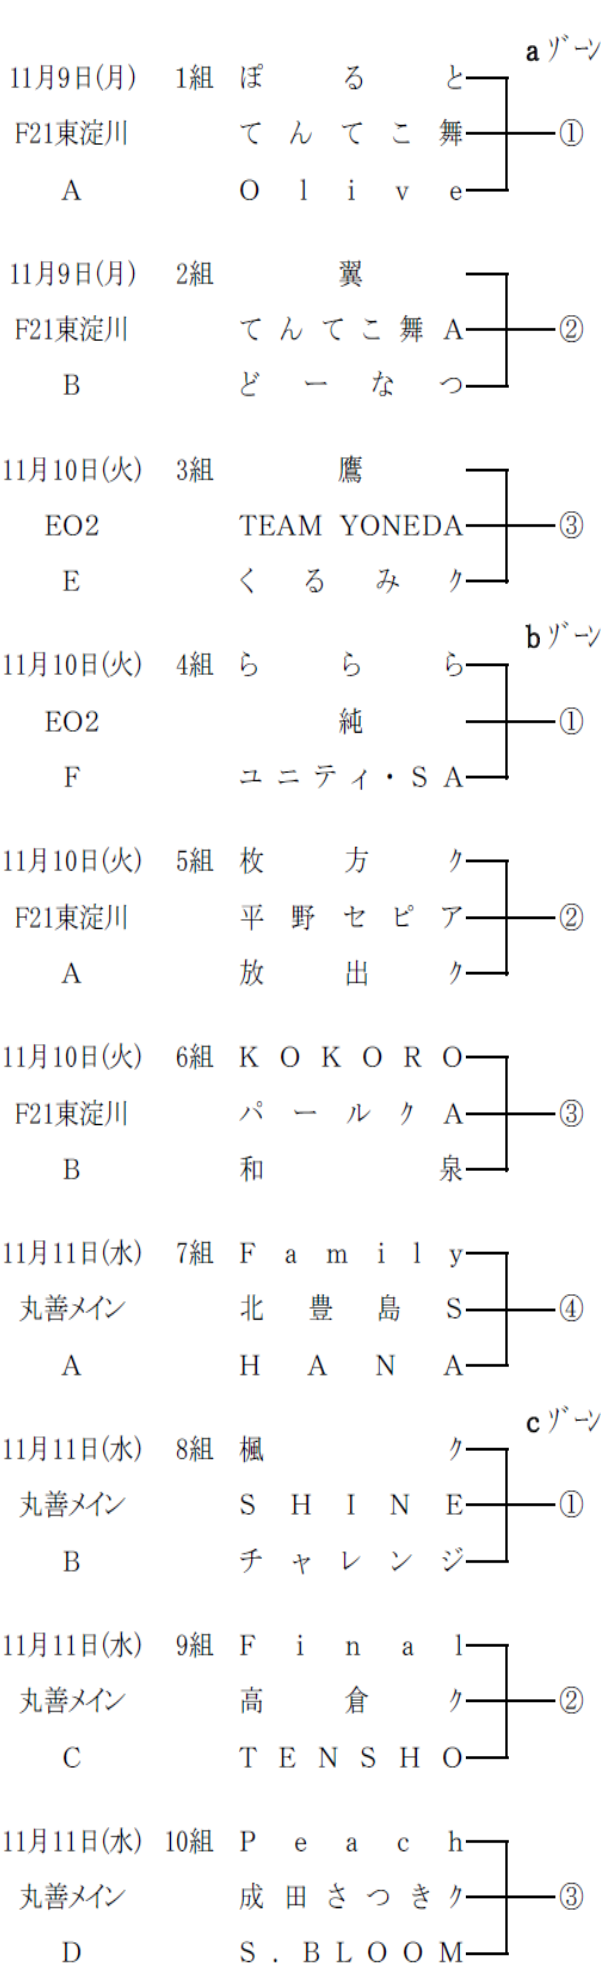 aゾーン
11月9日(月) 1組 ぽると
F21東淀川 てんてこ舞 ①
A Olive
11月9日(月) 2組 翼
F21東淀川 てんてこ舞A ②
B どーなつ
11月10日(火) 3組 鷹
EO2 TEAM YONEDA ③
E くるみク
bゾーン
11月10日(火) 4組 ららら
EO2 純 ①
F ユニティ・SA
11月10日(火) 5組 枚方ク
F21東淀川 平野セピア ②
A 放出ク
11月10日(火) 6組 KOKORO
F21東淀川 パールクA ③
B 和泉
11月11日(水) 7組 Family
丸善メイン 北豊島S ④
A HANA
cゾーン
11月11日(水) 8組 楓ク
丸善メイン SHINE ①
B チャレンジ
11月11日(水) 9組 Final
丸善メイン 高倉ク ②
C TENSHO
11月11日(水) 10組 Peach
丸善メイン 成田さつきク ③
D S.BLOOM